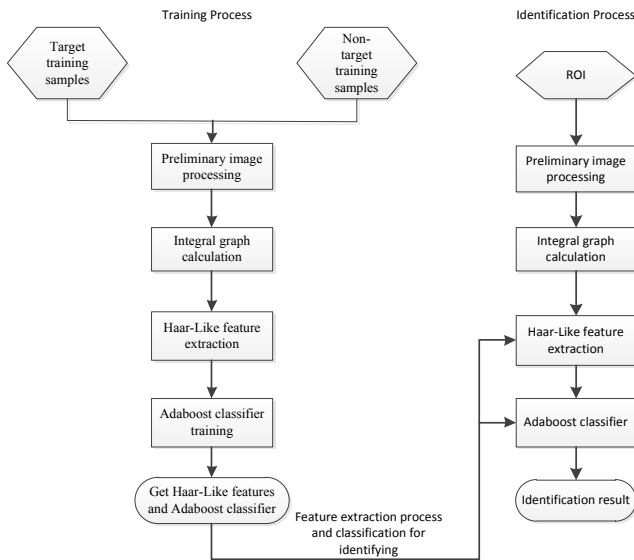 Training Process
Target
training
samples
Non-
target
training
samples
Preliminary image
processing
Integral graph
calculation
Haar-Like feature
extraction
Adaboost classifier
training
Get Haar-Like features
and Adaboost classifier
Feature extraction process
and classification for
identifying
Identification Process
ROI
Preliminary image
processing
Integral graph
calculation
Haar-Like feature
extraction
Adaboost classifier
Identification result